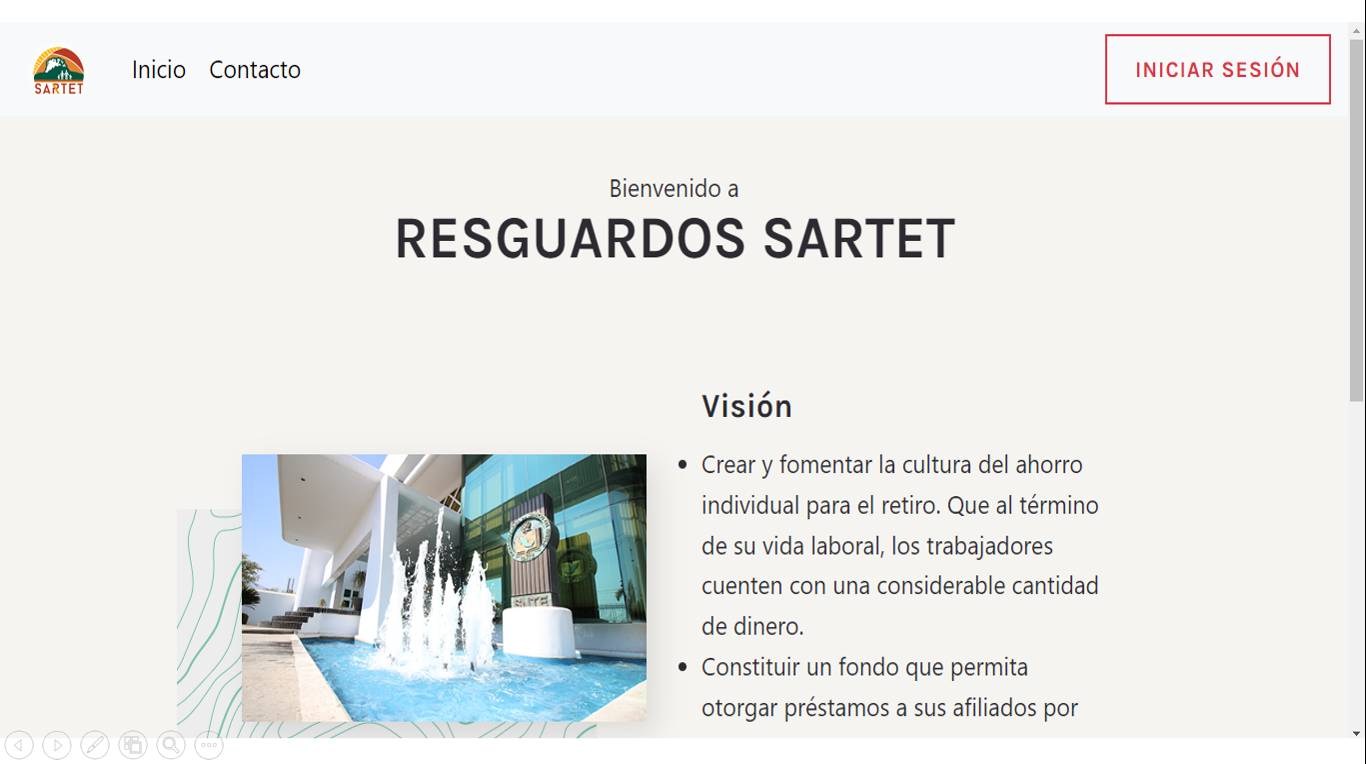 SARTET
Inicio Contacto
INICIAR SESIÓN
Bienvenido a
RESGUARDOS SARTET
Visión
• Crear y fomentar la cultura del ahorro
individual para el retiro. Que al término
de su vida laboral, los trabajadores
cuenten con una considerable cantidad
de dinero.
• Constituir un fondo que permita
otorgar préstamos a sus afiliados por